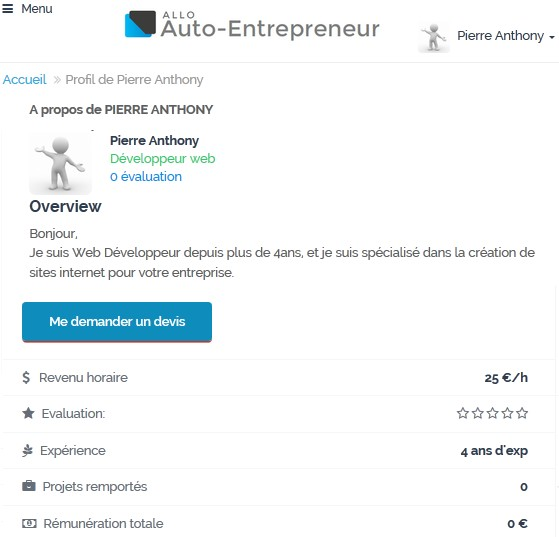 Menu
ALLO
Auto-Entrepreneur
Pierre Anthony
Accueil » Profil de Pierre Anthony
A propos de PIERRE ANTHONY
Pierre Anthony
Développeur web
0 évaluation
Overview
Bonjour,
Je suis Web Développeur depuis plus de 4ans, et je suis spécialisé dans la création de
sites internet pour votre entreprise.
Me demander un devis
$ Revenu horaire 25 €/h
Evaluation:
Expérience 4 ans d'exp
Projets remportés 0
Rémunération totale 0 €